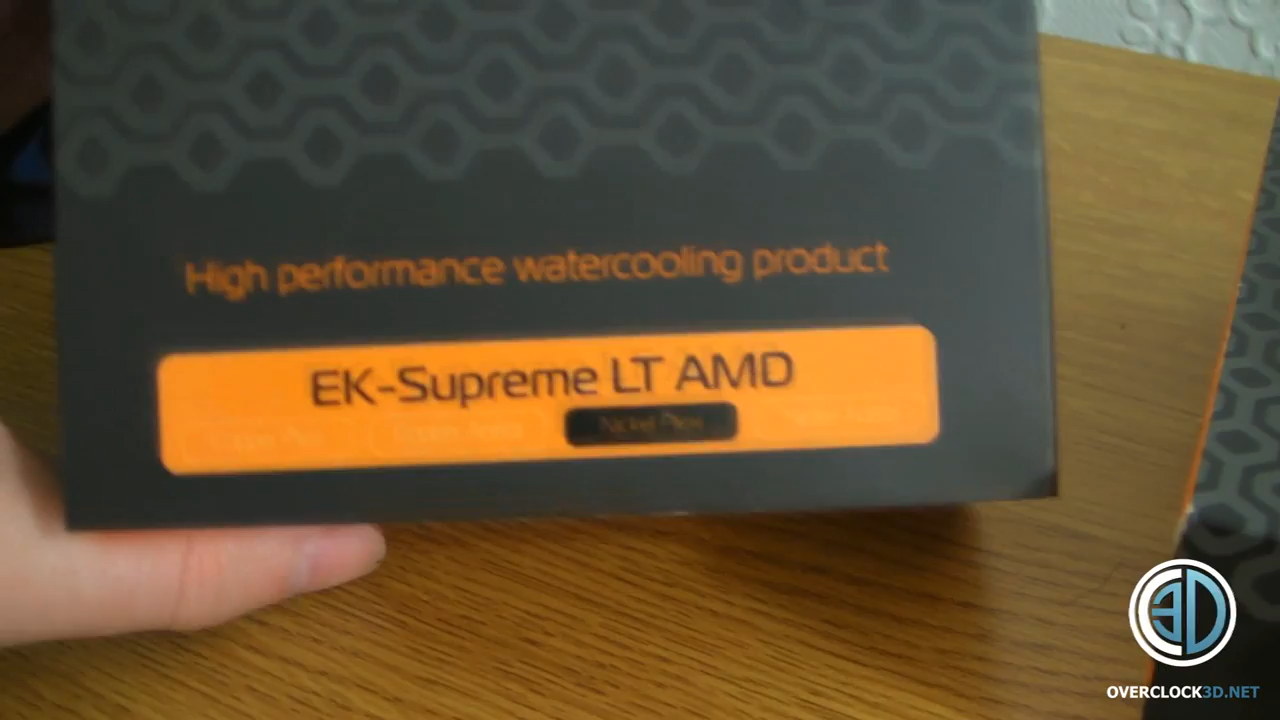 High performance watercooling product
EK-Supreme LT AMD
Nickel Plexi
OVERCLOCK3D.NET